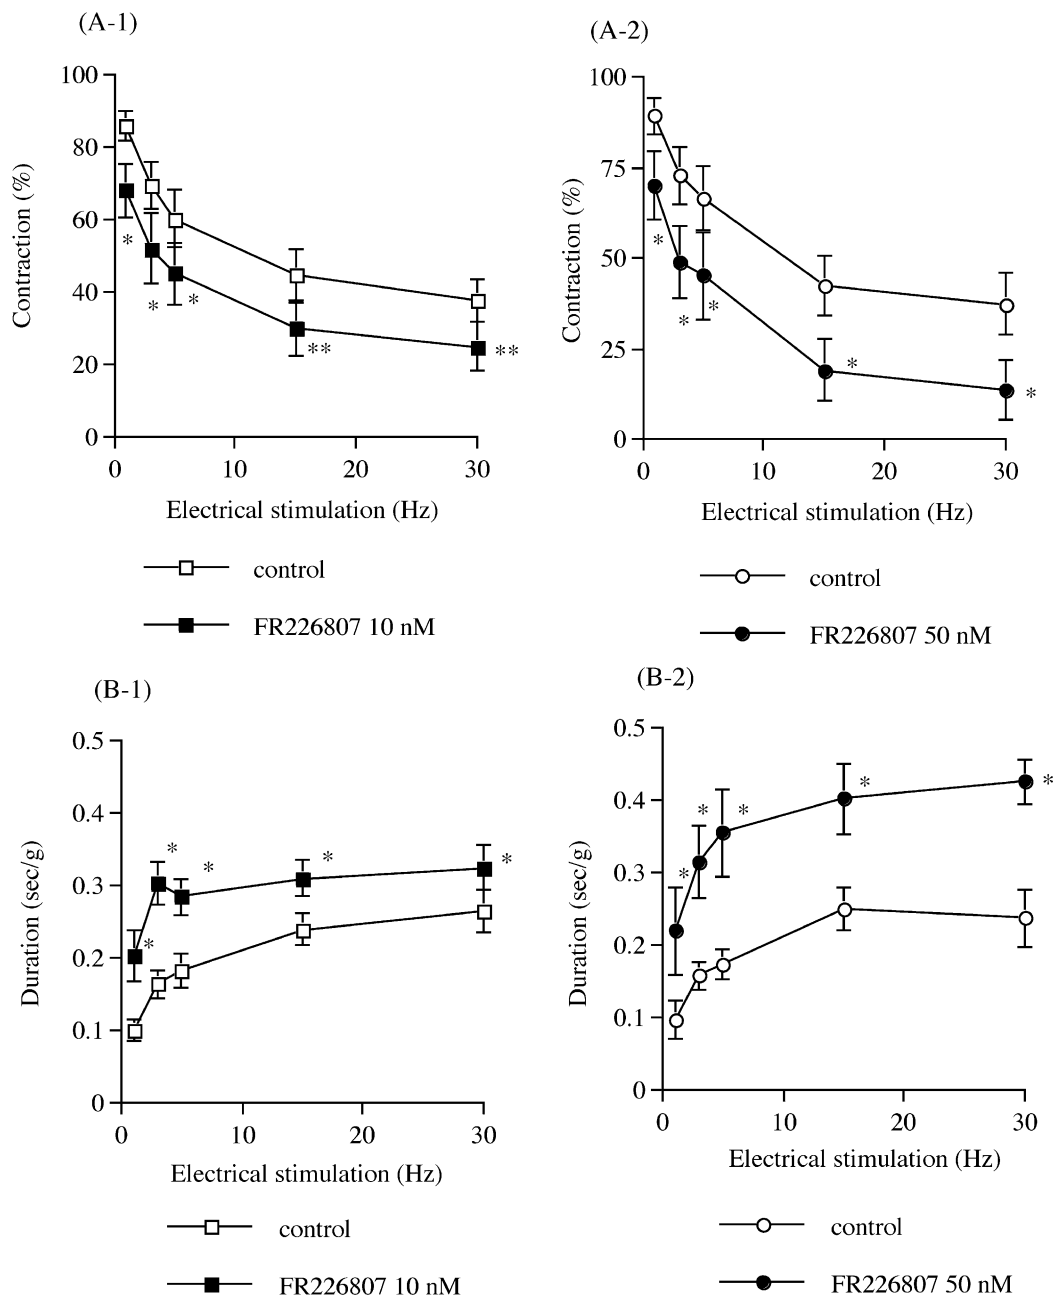 (A-1)
100
80
60
40
20
0
Contraction (%)
*
*
*
**
**
0 10 20 30
Electrical stimulation (Hz)
control
FR226807 10 nM
(A-2)
100
75
50
25
0
Contraction (%)
*
*
*
*
*
0 10 20 30
Electrical stimulation (Hz)
control
FR226807 50 nM
(B-1)
0.5
0.4
0.3
0.2
0.1
0
Duration (sec/g)
*
*
*
*
*
0 10 20 30
Electrical stimulation (Hz)
control
FR226807 10 nM
(B-2)
0.5
0.4
0.3
0.2
0.1
0
Duration (sec/g)
*
*
*
*
*
0 10 20 30
Electrical stimulation (Hz)
control
FR226807 50 nM